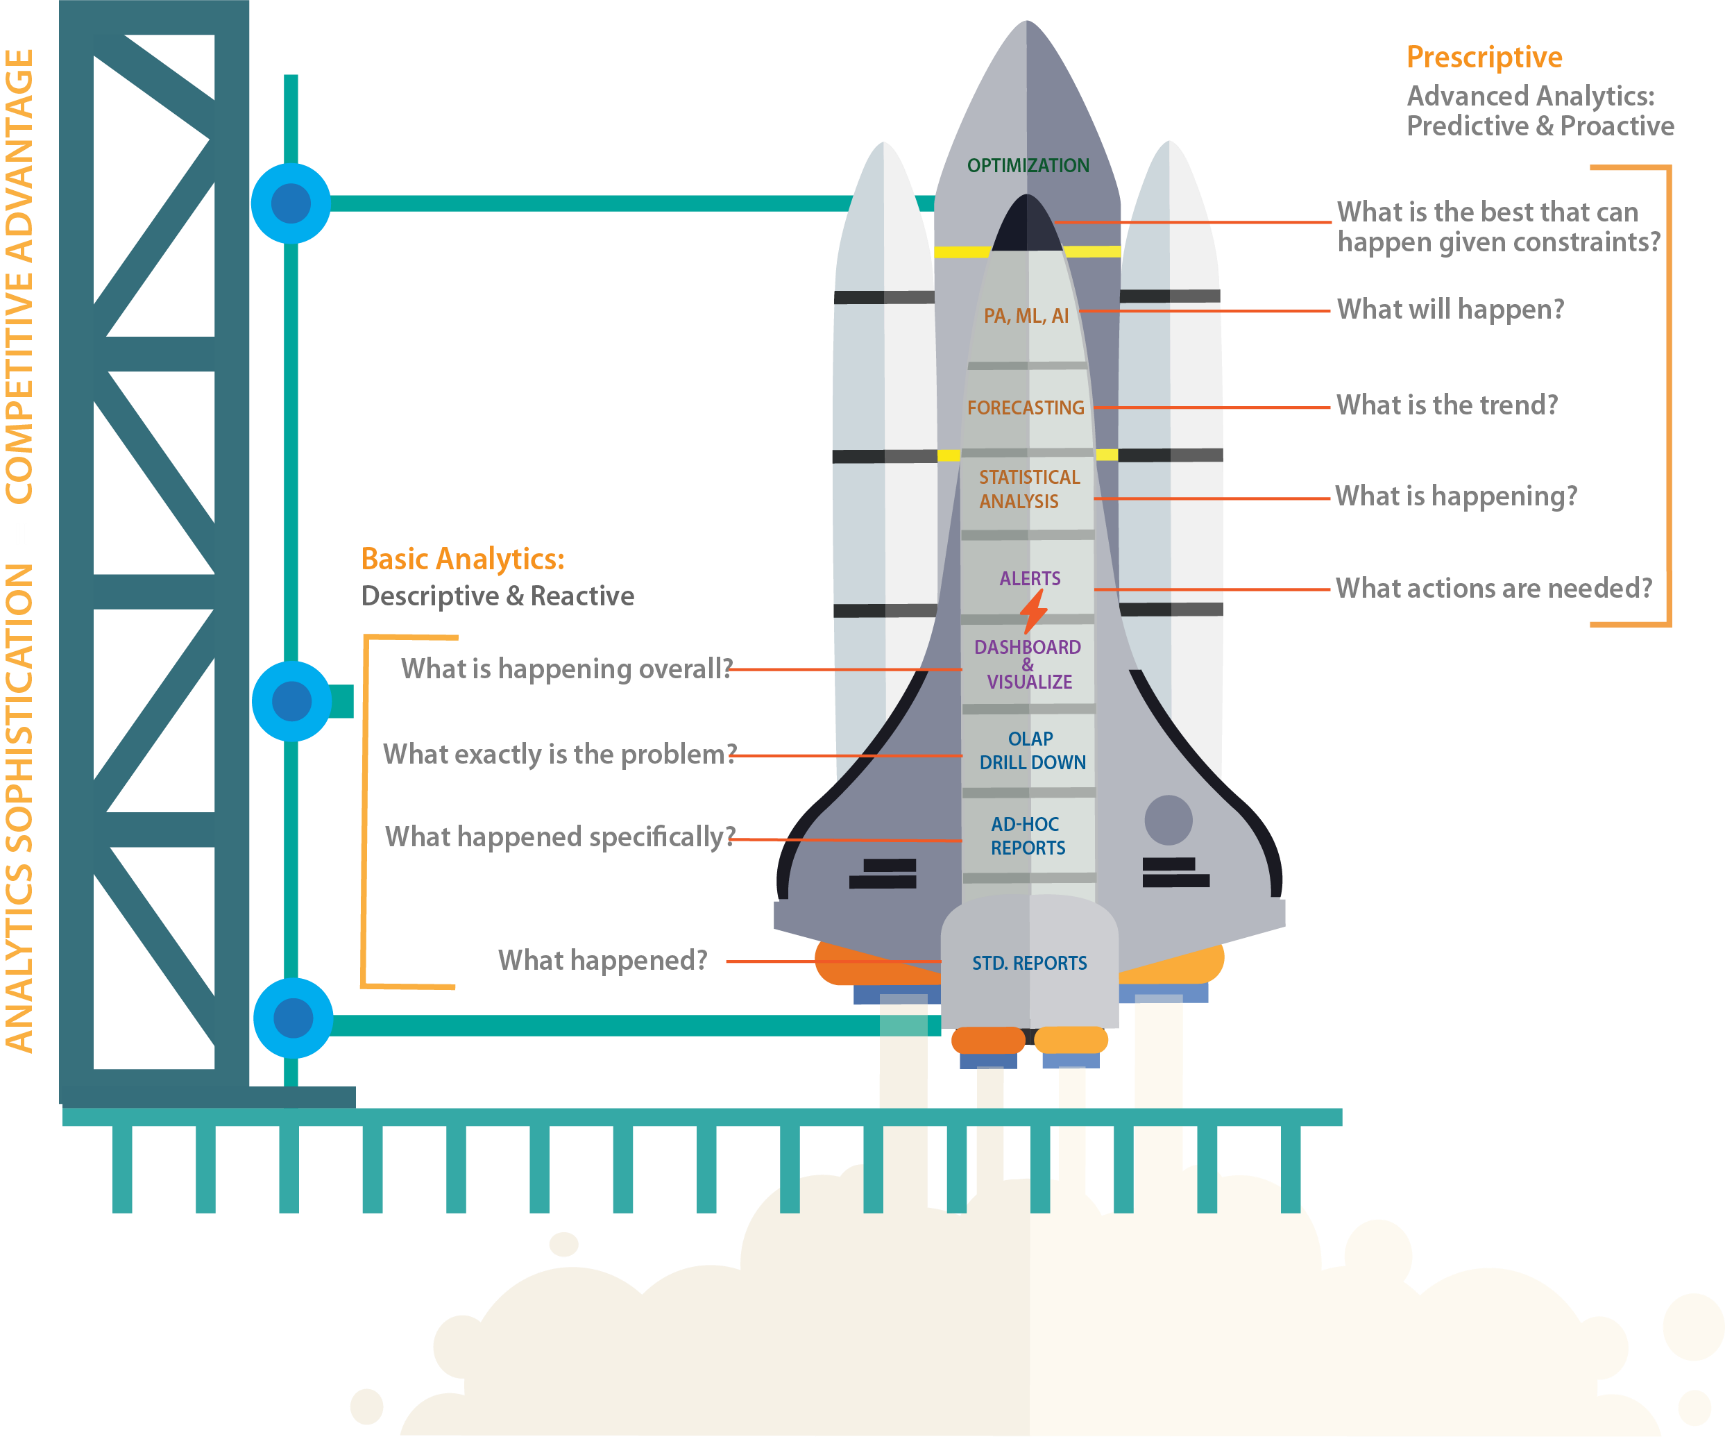 COMPETITIVE ADVANTAGE
ANALYTICS SOPHISTICATION
Prescriptive
Advanced Analytics:
Predictive & Proactive
OPTIMIZATION
What is the best that can
happen given constraints?
PA, ML, AI
What will happen?
FORECASTING
What is the trend?
STATISTICAL
ANALYSIS
What is happening?
ALERTS
What actions are needed?
Basic Analytics:
Descriptive & Reactive
What is happening overall?
DASHBOARD
&
VISUALIZE
What exactly is the problem?
OLAP
DRILL DOWN
What happened specifically?
AD-HOC
REPORTS
What happened?
STD. REPORTS